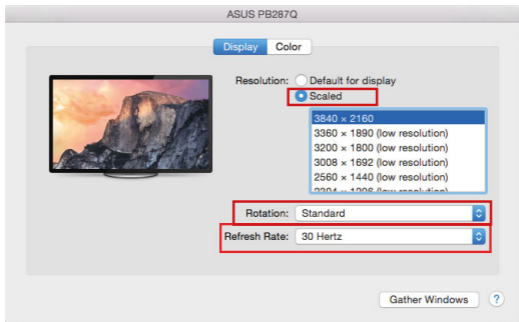 ASUS PB287Q
Display Color
Resolution: Default for display
Scaled
3840 × 2160
3360 × 1890 (low resolution)
3200 × 1800 (low resolution)
3008 × 1692 (low resolution)
2560 × 1440 (low resolution)
Rotation: Standard
Refresh Rate: 30 Hertz
Gather Windows ?